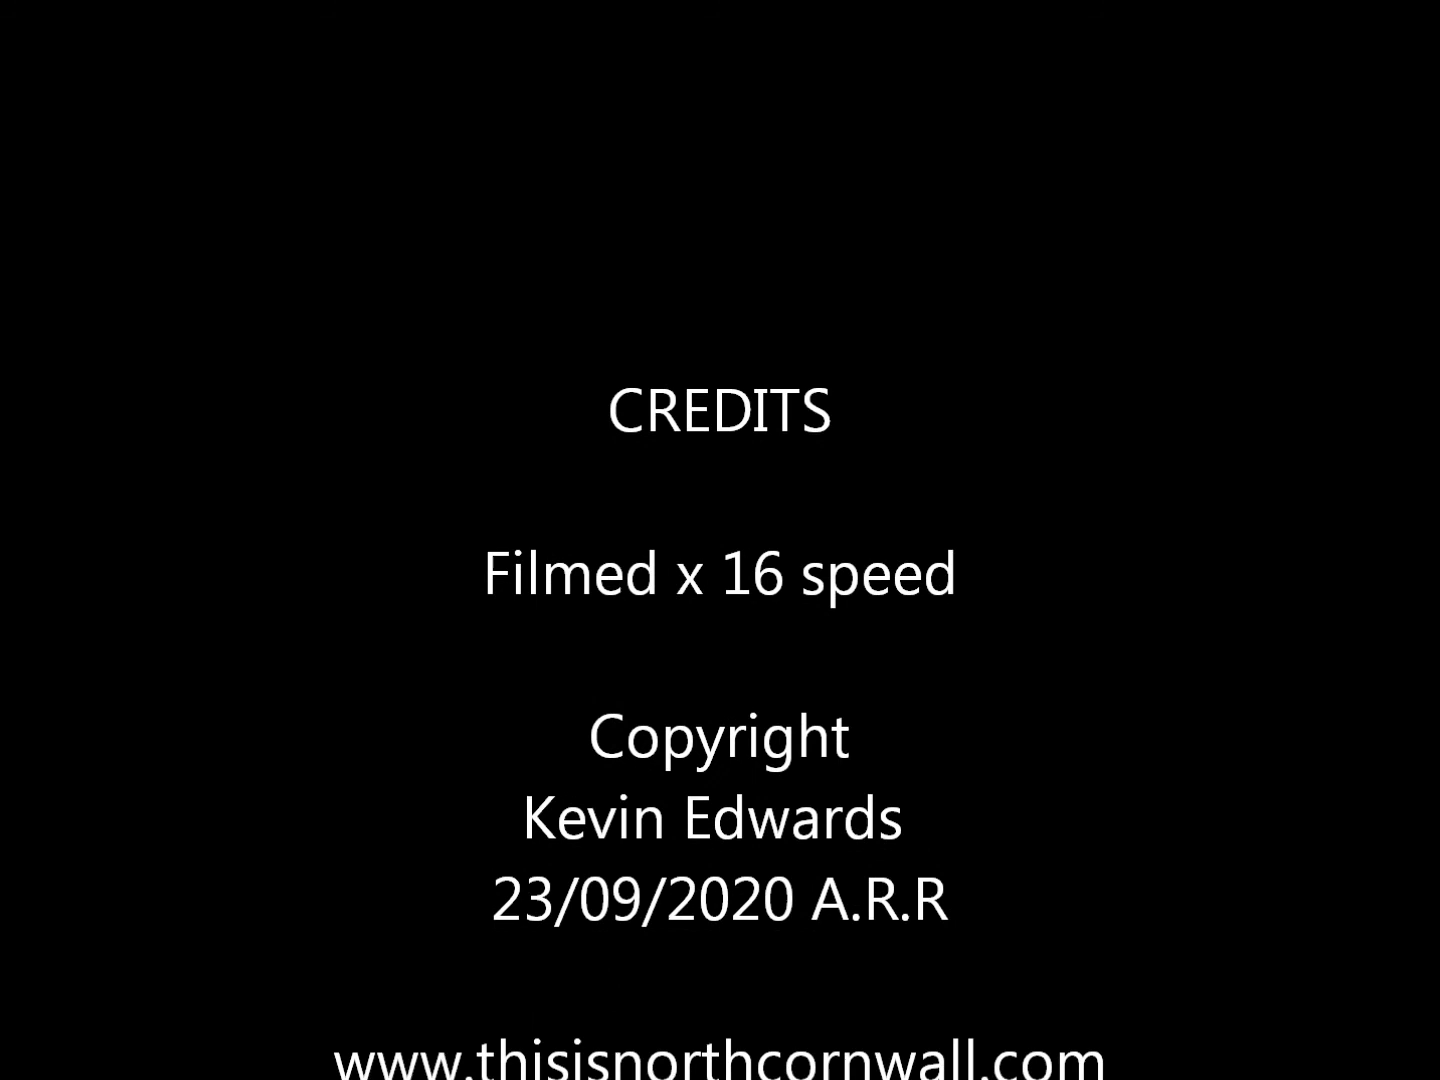 CREDITS
Filmed x 16 speed
Copyright
Kevin Edwards
23/09/2020 A.R.R
www.thisisnorthcornwall.com